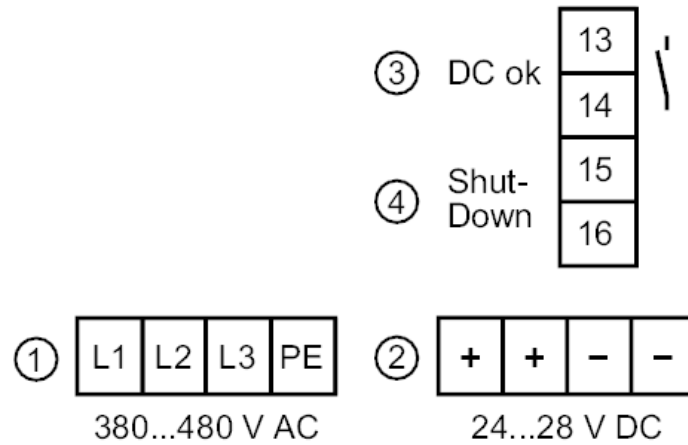 13
③ DC ok
14
15
④ Shut-
Down
16
① L1 L2 L3 PE
380...480 V AC
② + + − −
24...28 V DC